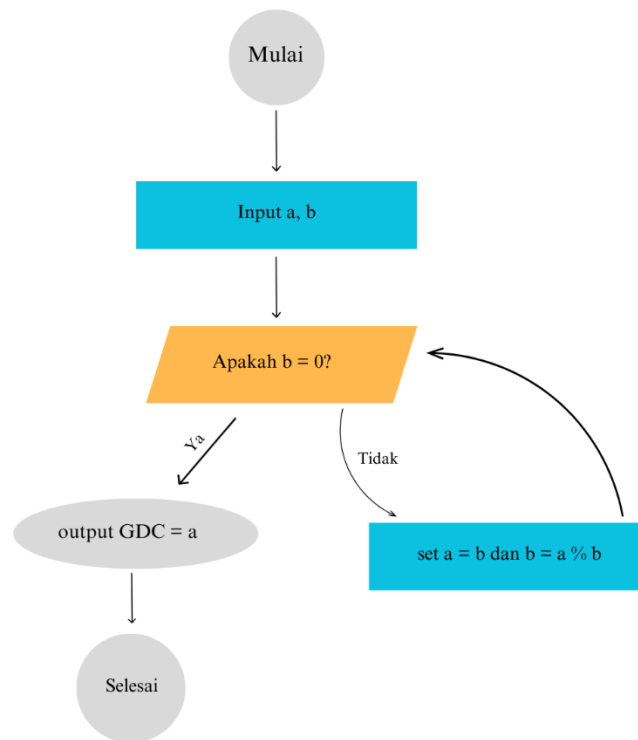 Mulai
Input a, b
Apakah b = 0?
Ya
Tidak
output GDC = a
set a = b dan b = a % b
Selesai